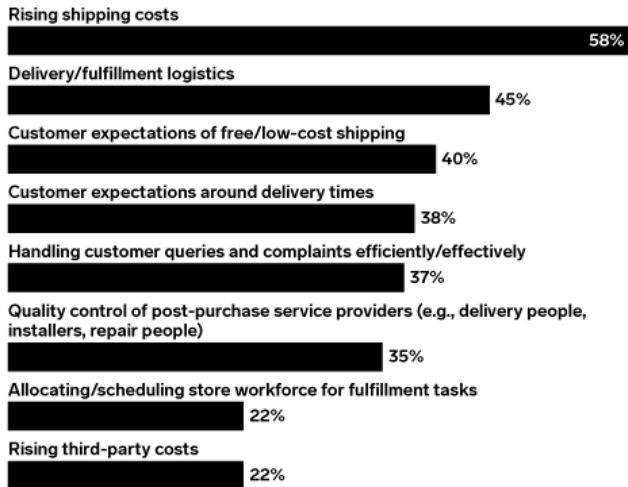 Rising shipping costs
58%
Delivery/fulfillment logistics
45%
Customer expectations of free/low-cost shipping
40%
Customer expectations around delivery times
38%
Handling customer queries and complaints efficiently/effectively
37%
Quality control of post-purchase service providers (e.g., delivery people,
installers, repair people)
35%
Allocating/scheduling store workforce for fulfillment tasks
22%
Rising third-party costs
22%